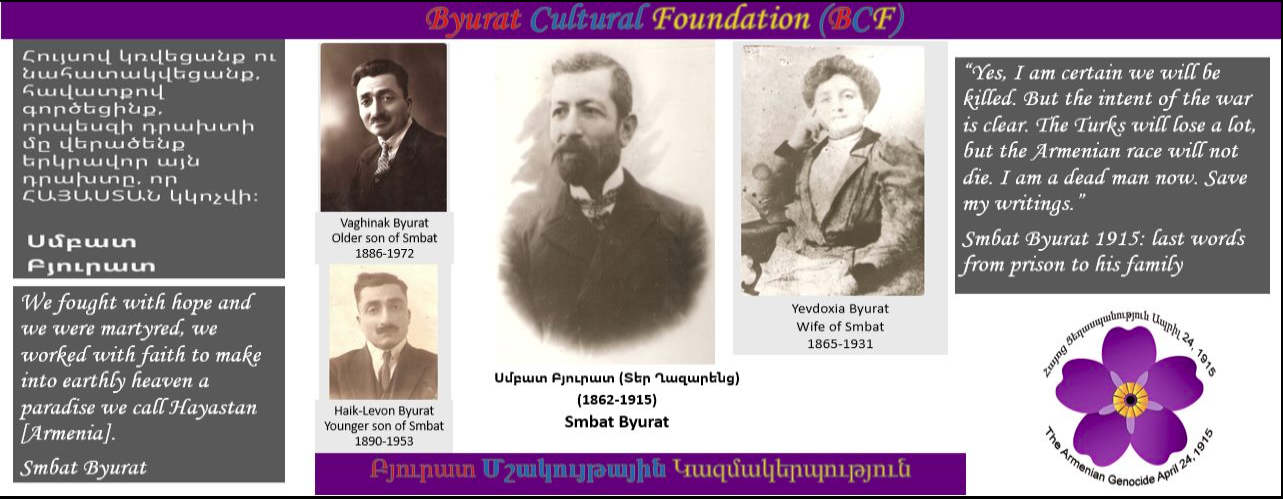 Byurat Cultural Foundation (BCF)
Հույսով կռվեցանք ու
նահատակվեցանք,
հավատքով
գործեցինք,
որպեսզի դրախտի
մը վերածենք
երկրավոր այն
դրախտը, որ
ՀԱՅԱՍՏԱՆ կկոչվի:
Սմբատ
Բյուրատ
We fought with hope and
we were martyred, we
worked with faith to make
into earthly heaven a
paradise we call Hayastan
[Armenia].
Smbat Byurat
Vaghinak Byurat
Older son of Smbat
1886-1972
Haik-Levon Byurat
Younger son of Smbat
1890-1953
Սմբատ Բյուրատ (Տեր Ղազարենց)
(1862-1915)
Smbat Byurat
Yevdoxia Byurat
Wife of Smbat
1865-1931
“Yes, I am certain we will be
killed. But the intent of the war
is clear. The Turks will lose a lot,
but the Armenian race will not
die. I am a dead man now. Save
my writings.”
Smbat Byurat 1915: last words
from prison to his family
Հայոց Ցեղասպանություն Ապրիլ 24, 1915
The Armenian Genocide April 24, 1915
Բյուրատ Մշակույթային Կազմակերպություն